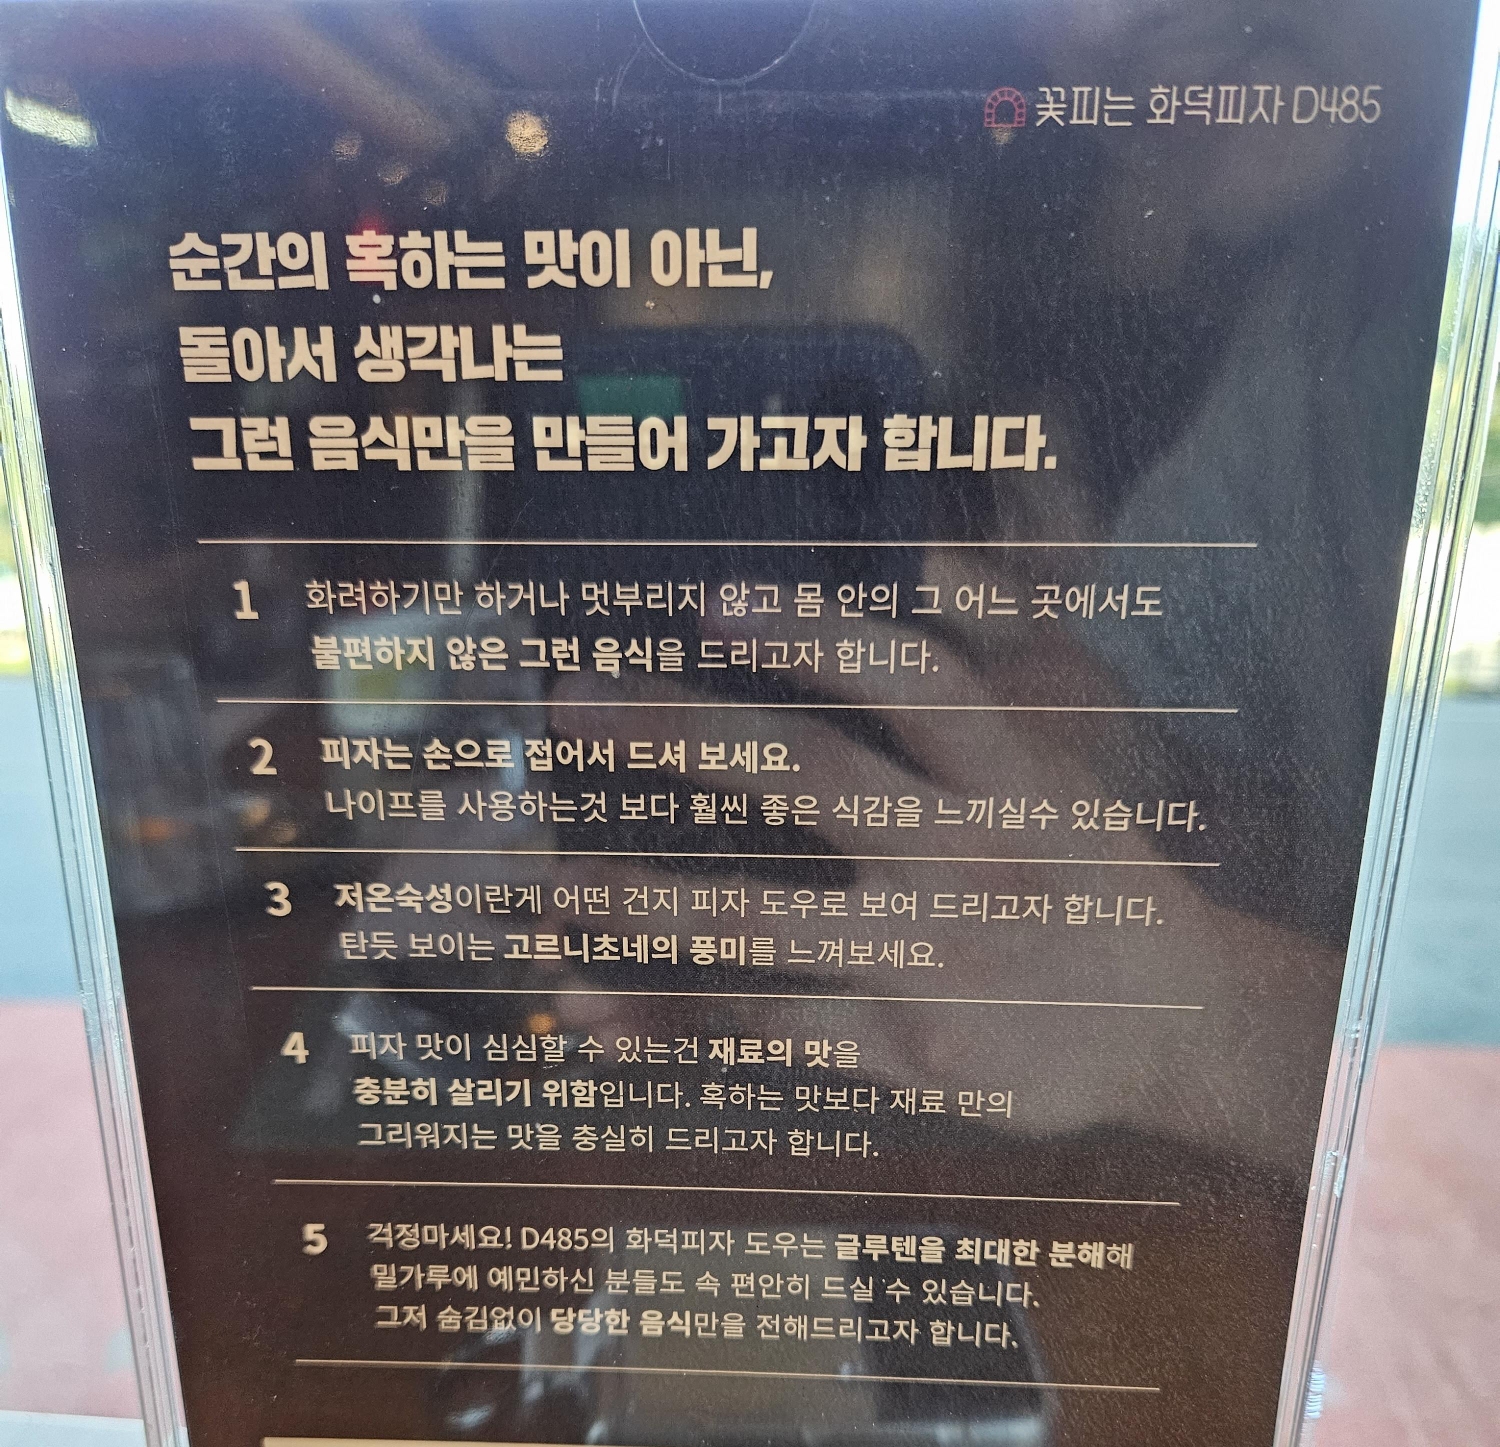 꽃피는 화덕피자 D485
순간의 혹하는 맛이 아닌,
돌아서 생각나는
그런 음식만을 만들어 가고자 합니다.
1 화려하기만 하거나 멋부리지 않고 몸 안의 그 어느 곳에서도
불편하지 않은 그런 음식을 드리고자 합니다.
2 피자는 손으로 접어서 드셔 보세요.
나이프를 사용하는것 보다 훨씬 좋은 식감을 느끼실수 있습니다.
3 저온숙성이란게 어떤 건지 피자 도우로 보여 드리고자 합니다.
탄듯 보이는 고르니초네의 풍미를 느껴보세요.
4 피자 맛이 심심할 수 있는건 재료의 맛을
충분히 살리기 위함입니다. 혹하는 맛보다 재료 만의
그리워지는 맛을 충실히 드리고자 합니다.
5 걱정마세요! D485의 화덕피자 도우는 글루텐을 최대한 분해해
밀가루에 예민하신 분들도 속 편안히 드실 수 있습니다.
그저 숨김없이 당당한 음식만을 전해드리고자 합니다.